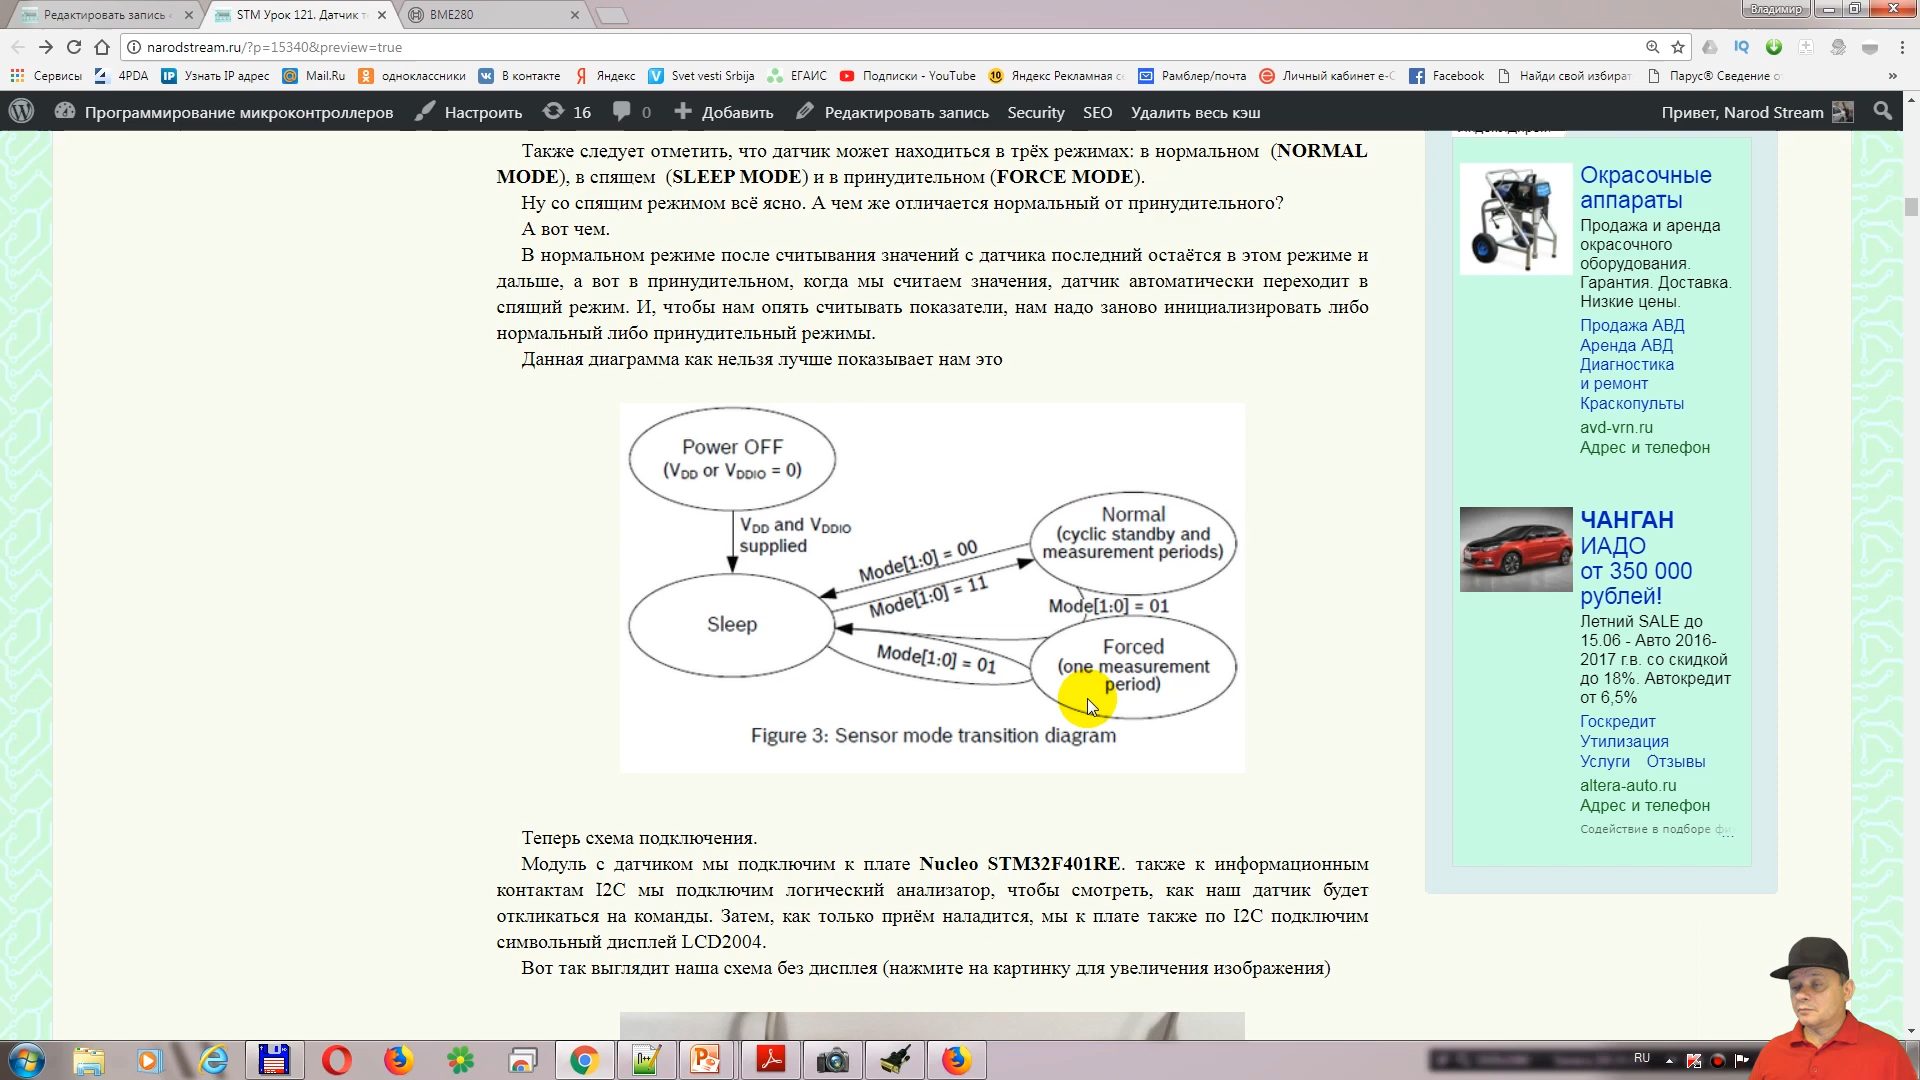 Редактировать запись
STM Урок 121. Датчик т
BME280
Владимир
narodstream.ru/?p=15340&preview=true
Сервисы 4PDA Узнать IP адрес Mail.Ru одноклассники В контакте Яндекс Svet vesti Srbija ЕГАИС Подписки - YouTube Яндекс Рекламная Рамблер/почта Личный кабинет e- Facebook Найди свой избират Парус® Сведение о »
Программирование микроконтроллеров Настроить 16 0 Добавить Редактировать запись Security SEO Удалить весь кэш Привет, Narod Stream
Также следует отметить, что датчик может находиться в трёх режимах: в нормальном (NORMAL
MODE), в спящем (SLEEP MODE) и в принудительном (FORCE MODE).
Ну со спящим режимом всё ясно. А чем же отличается нормальный от принудительного?
А вот чем.
В нормальном режиме после считывания значений с датчика последний остаётся в этом режиме и
дальше, а вот в принудительном, когда мы считаем значения, датчик автоматически переходит в
спящий режим. И, чтобы нам опять считывать показатели, нам надо заново инициализировать либо
нормальный либо принудительный режимы.
Данная диаграмма как нельзя лучше показывает нам это
Power OFF
(VDD or VDDIO = 0)
VDD and VDDIO
supplied
Sleep
Mode[1:0] = 00
Mode[1:0] = 11
Normal
(cyclic standby and
measurement periods)
Mode[1:0] = 01
Mode[1:0] = 01
Forced
(one measurement
period)
Figure 3: Sensor mode transition diagram
Теперь схема подключения.
Модуль с датчиком мы подключим к плате Nucleo STM32F401RE. также к информационным
контактам I2C мы подключим логический анализатор, чтобы смотреть, как наш датчик будет
откликаться на команды. Затем, как только приём наладится, мы к плате также по I2C подключим
символьный дисплей LCD2004.
Вот так выглядит наша схема без дисплея (нажмите на картинку для увеличения изображения)
Окрасочные
аппараты
Продажа и аренда
окрасочного
оборудования.
Гарантия. Доставка.
Низкие цены.
Продажа АВД
Аренда АВД
Диагностика
и ремонт
Краскопульты
avd-vrn.ru
Адрес и телефон
ЧАНГАН
ИАДО
от 350 000
рублей!
Летний SALE до
15.06 - Авто 2016-
2017 г.в. со скидкой
до 18%. Автокредит
от 6,5%
Госкредит
Утилизация
Услуги Отзывы
altera-auto.ru
Адрес и телефон
Содействие в подборе фи
...
RU